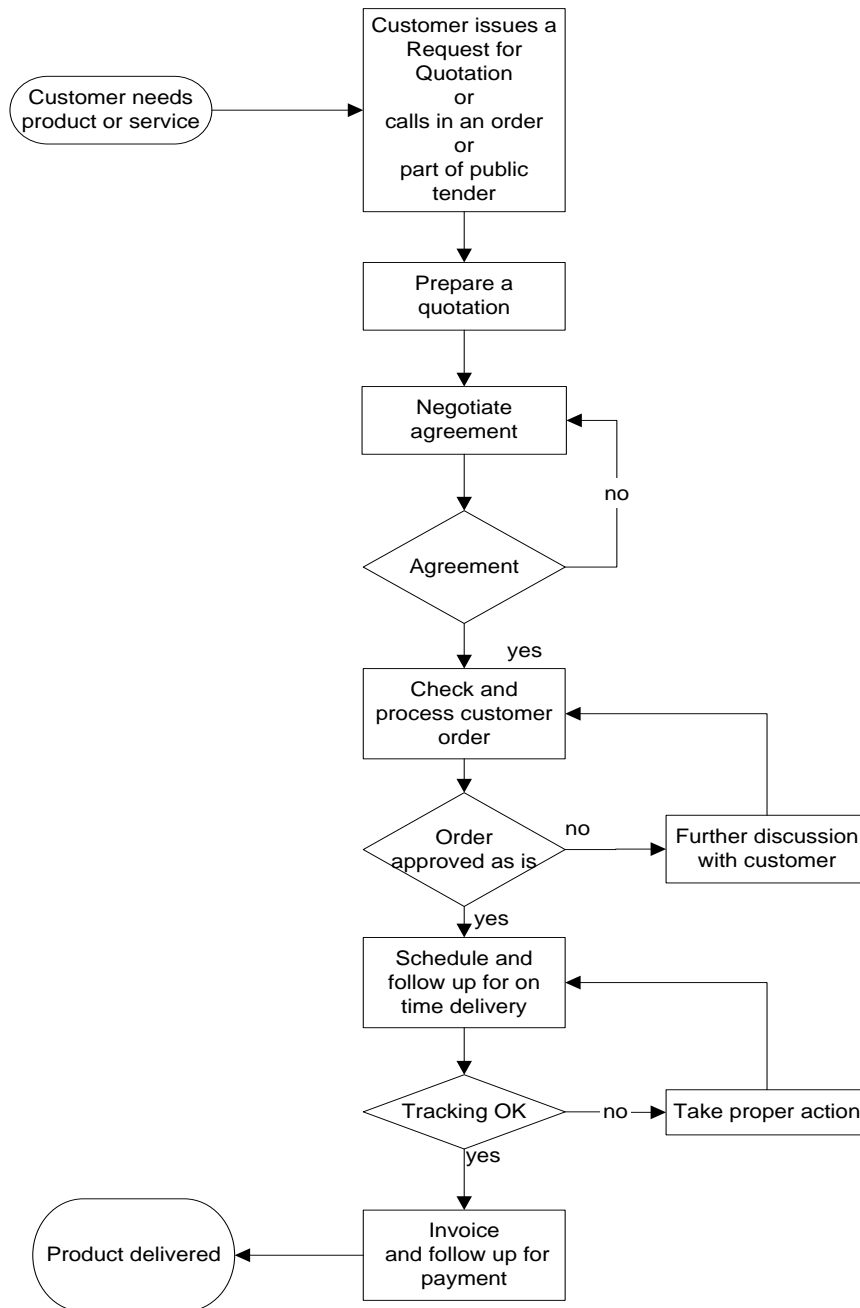 Customer issues a
Request for
Quotation
or
calls in an order
or
part of public
tender
Customer needs
product or service
Prepare a
quotation
Negotiate
agreement
no
Agreement
yes
Check and
process customer
order
Order
approved as is
no
Further discussion
with customer
yes
Schedule and
follow up for on
time delivery
Tracking OK
no
Take proper action
yes
Invoice
and follow up for
payment
Product delivered